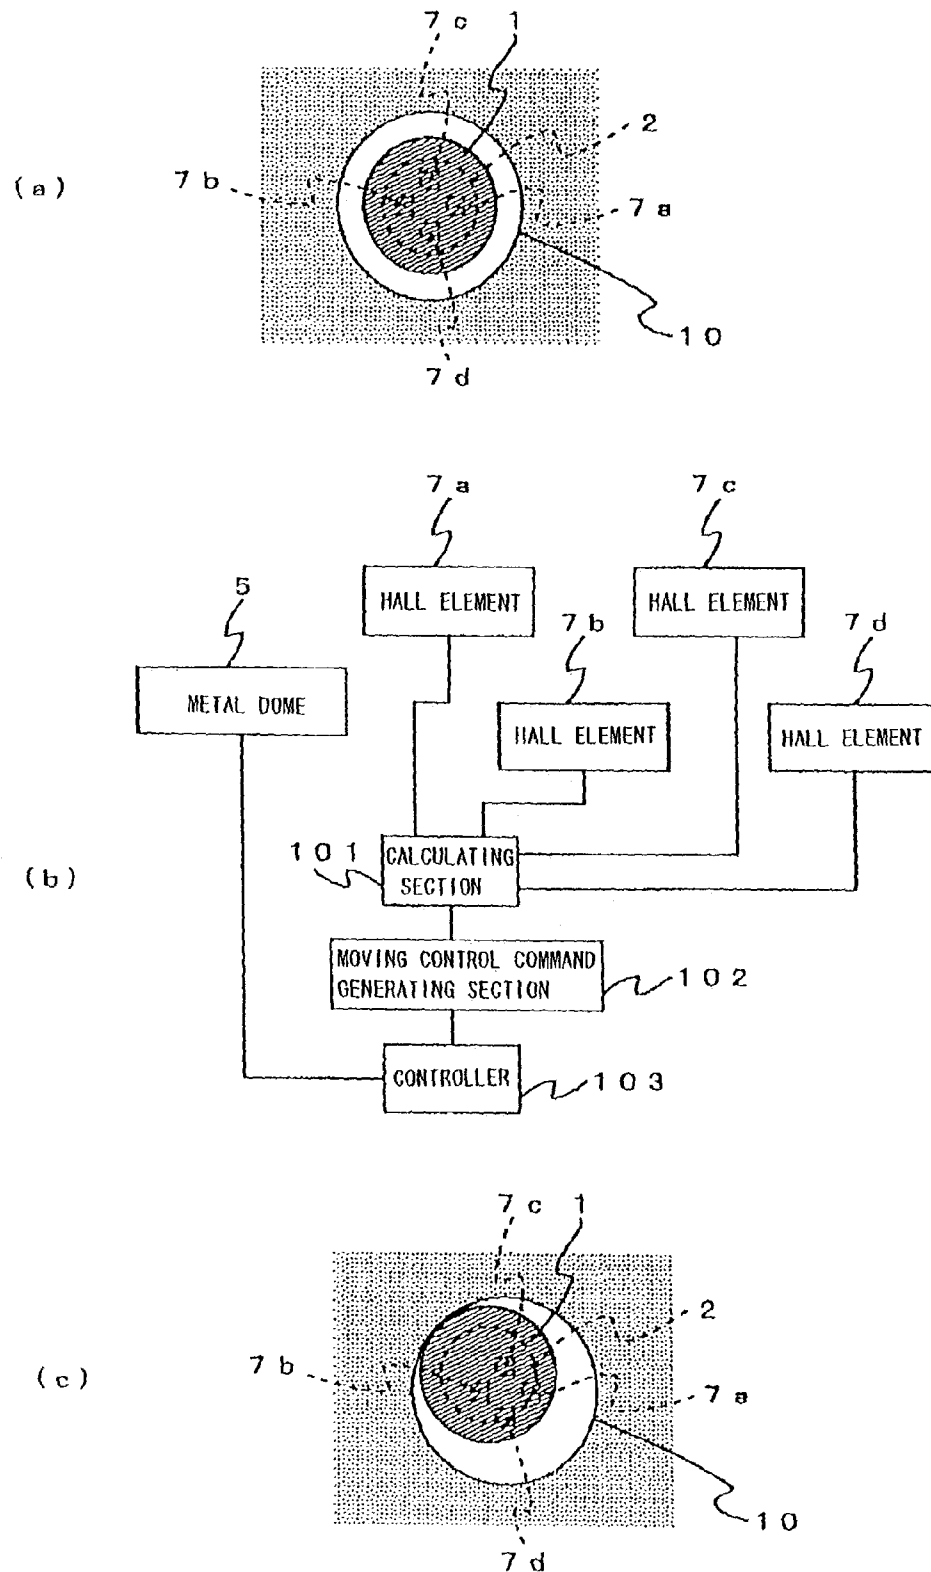 7c 1
2
(a)
7b
7a
10
7d
7a
7c
5
HALL ELEMENT
HALL ELEMENT
7b
7d
METAL DOME
HALL ELEMENT
HALL ELEMENT
101
CALCULATING
SECTION
(b)
MOVING CONTROL COMMAND
GENERATING SECTION
102
CONTROLLER
103
7c 1
2
(c)
7b
7a
10
7d